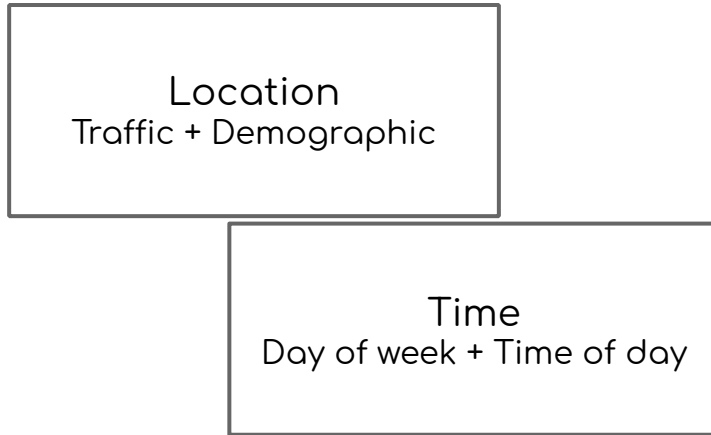 Location
Traffic + Demographic
Time
Day of week + Time of day